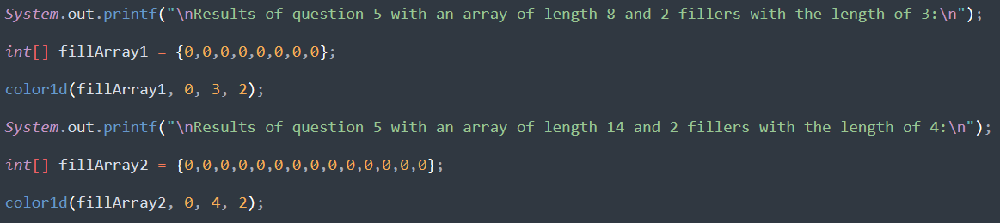 System.out.printf("\nResults of question 5 with an array of length 8 and 2 fillers with the length of 3:\n");
int[] fillArray1 = {0,0,0,0,0,0,0,0};
color1d(fillArray1, 0, 3, 2);
System.out.printf("\nResults of question 5 with an array of length 14 and 2 fillers with the length of 4:\n");
int[] fillArray2 = {0,0,0,0,0,0,0,0,0,0,0,0,0,0};
color1d(fillArray2, 0, 4, 2);